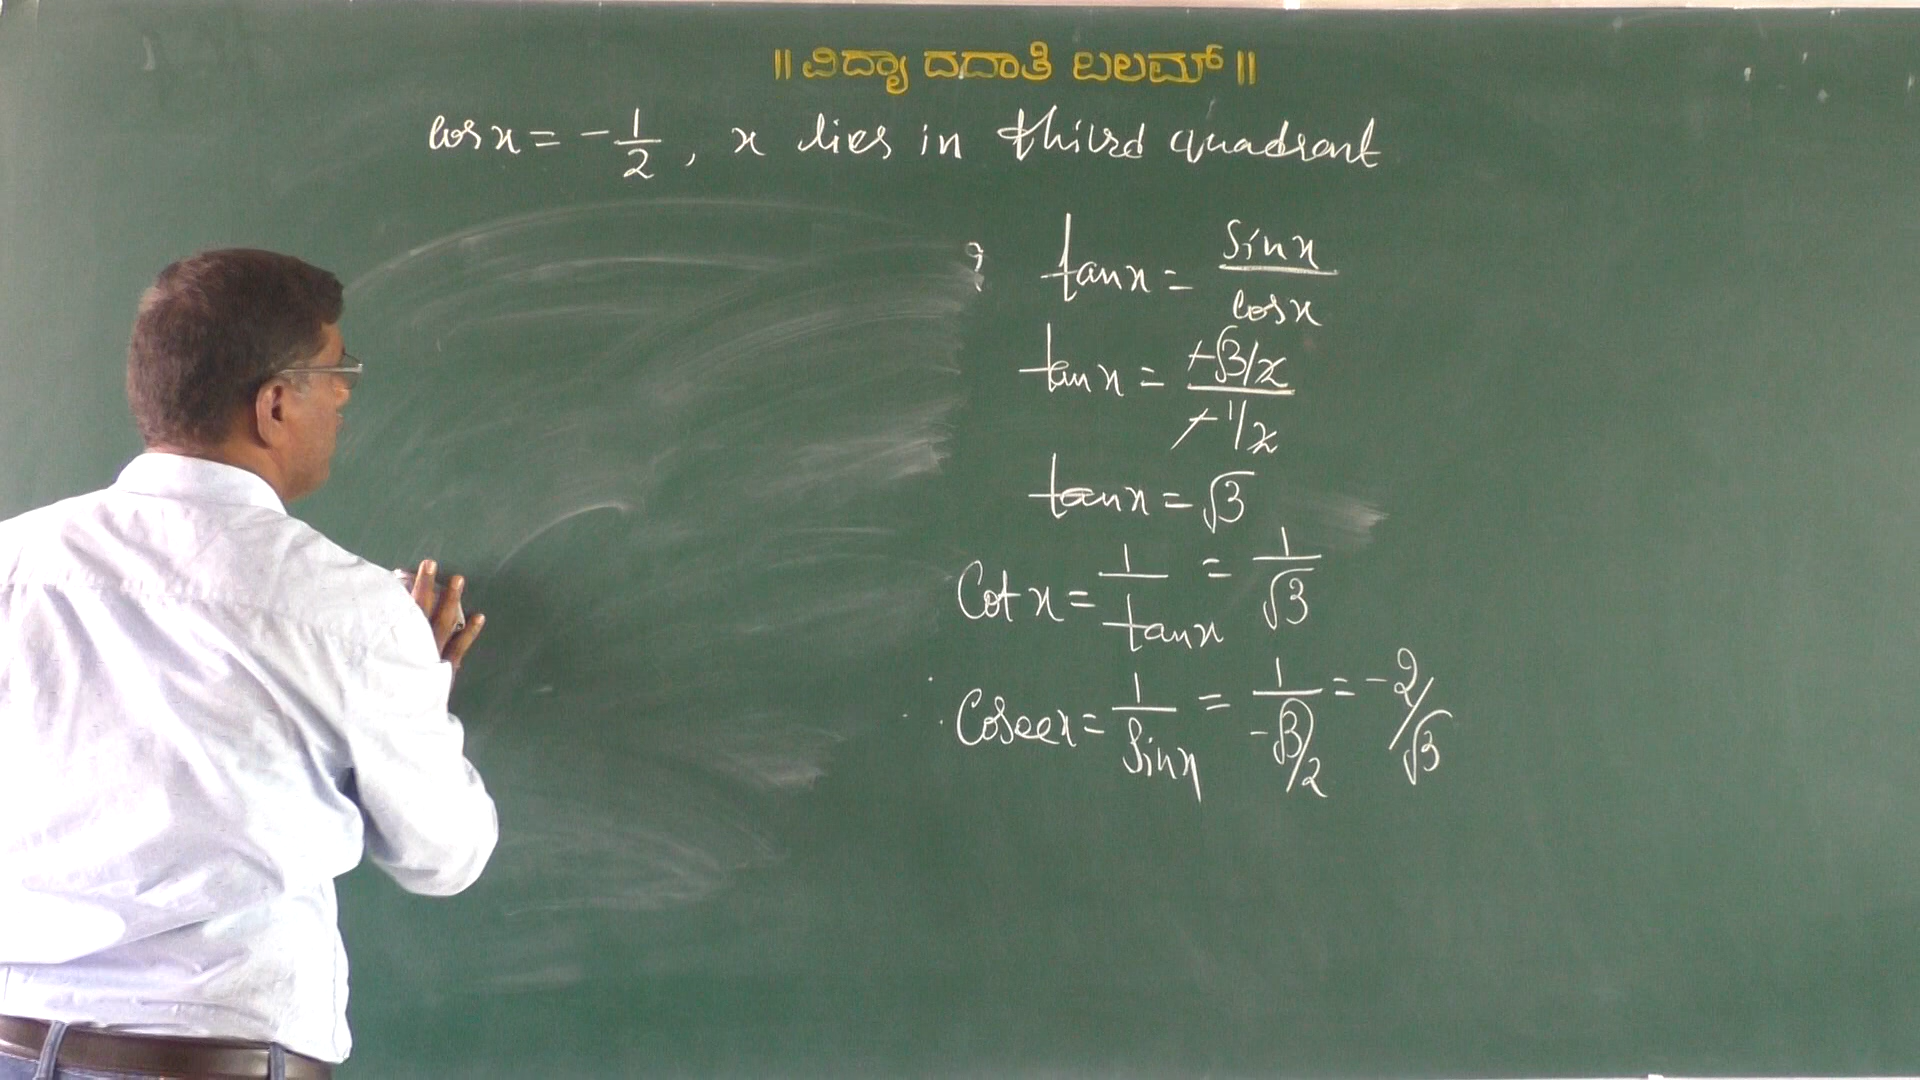 || ವಿದ್ಯಾ ದದಾತಿ ಬಲಮ್ ||
cos x = -1/2, x lies in third quadrant
tan x = sin x / cos x
tan x = -√3/2 / -1/2
tan x = √3
Cot x = 1/tan x = 1/√3
∴ Cosec x = 1/Sin x = 1/-√3/2 = -2/√3